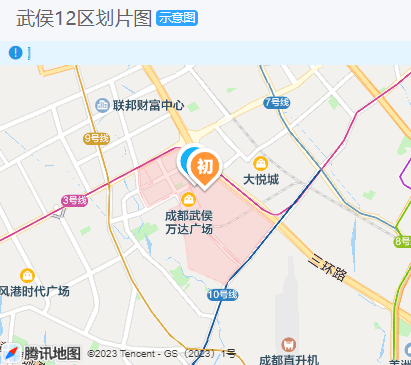 武侯12区划片图 示意图
联邦财富中心
7号线
9号线
初
大悦城
3号线
成都武侯
万达广场
8号
三环路
风港时代广场
10号线
腾讯地图 ©2023 Tencent - GS (2023) 1号
成都直升机